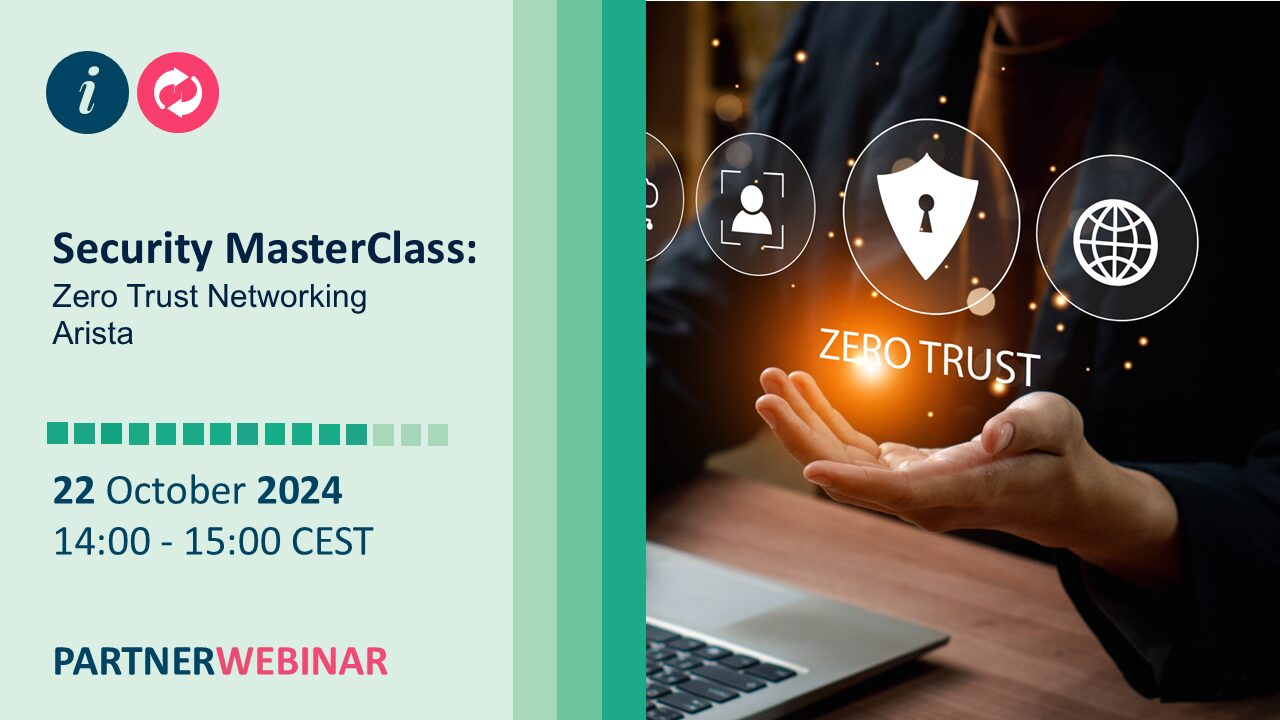 i
Security MasterClass:
Zero Trust Networking
Arista
22 October 2024
14:00 - 15:00 CEST
PARTNERWEBINAR
ZERO TRUST